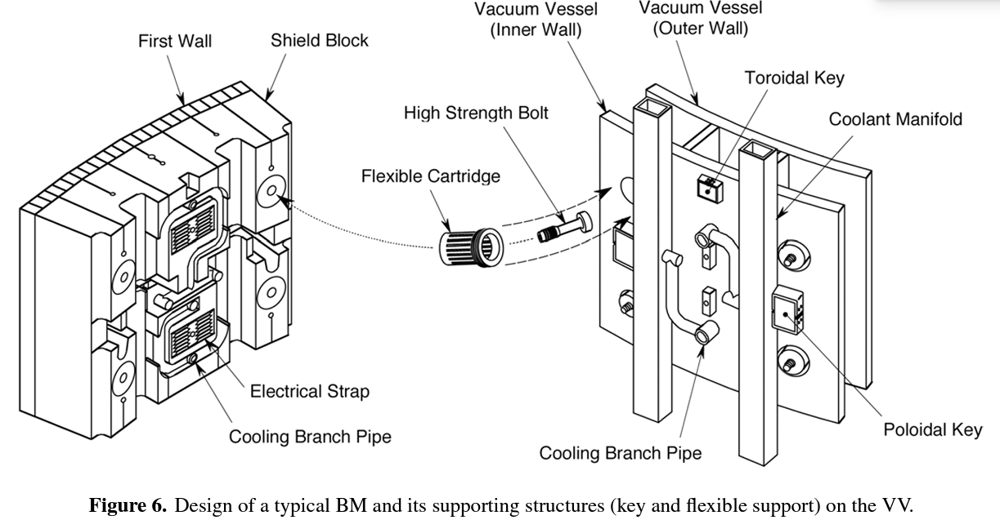 Vacuum Vessel
(Inner Wall)
Vacuum Vessel
(Outer Wall)
First Wall
Shield Block
Toroidal Key
High Strength Bolt
Coolant Manifold
Flexible Cartridge
Electrical Strap
Cooling Branch Pipe
Poloidal Key
Cooling Branch Pipe
Figure 6. Design of a typical BM and its supporting structures (key and flexible support) on the VV.